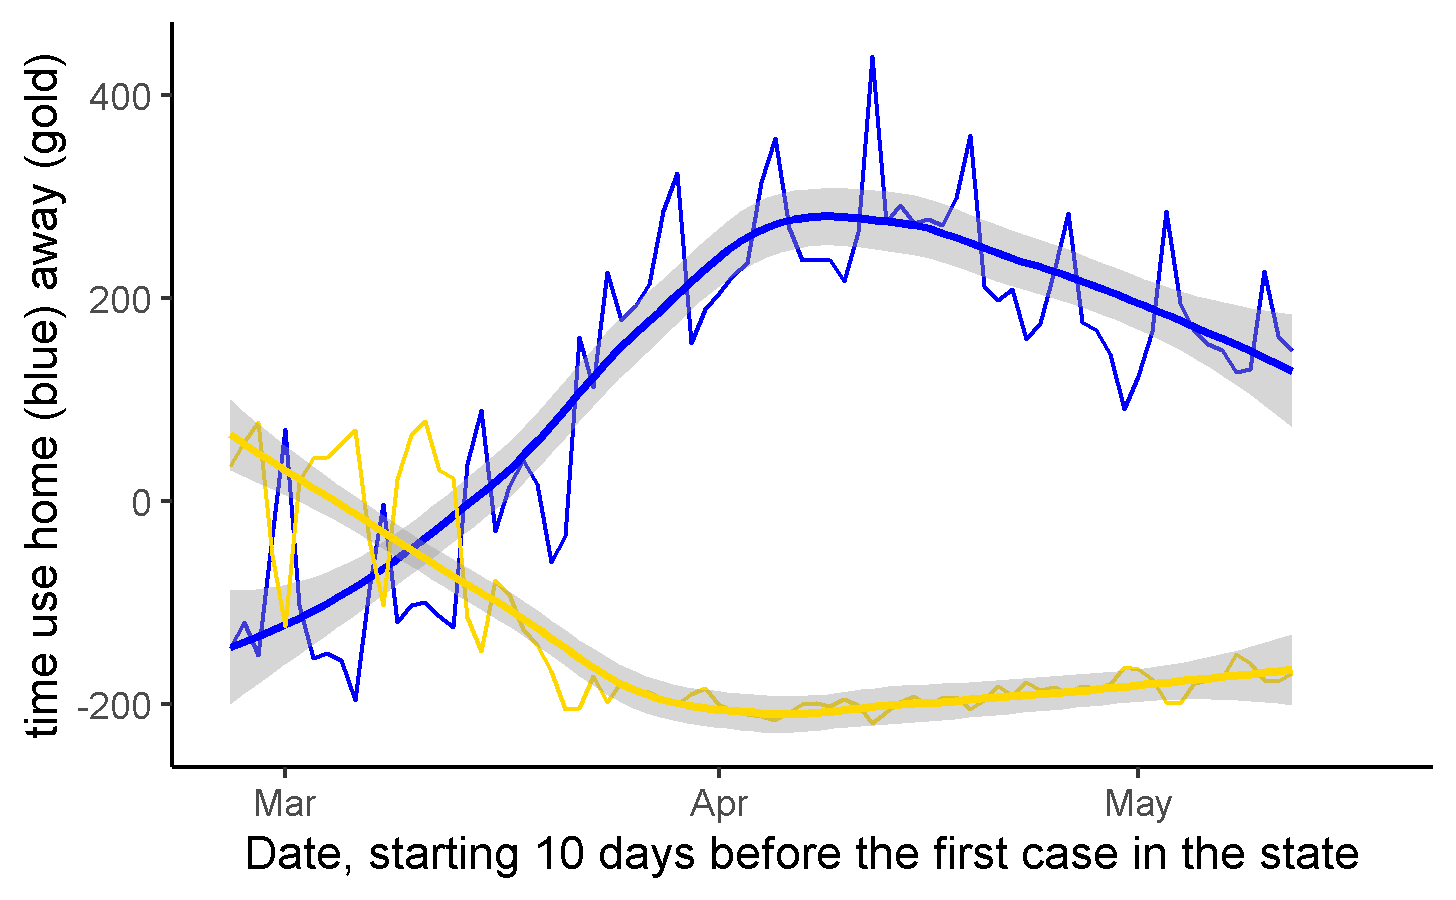 time use home (blue) away (gold)
400
200
0
-200
Mar Apr May
Date, starting 10 days before the first case in the state